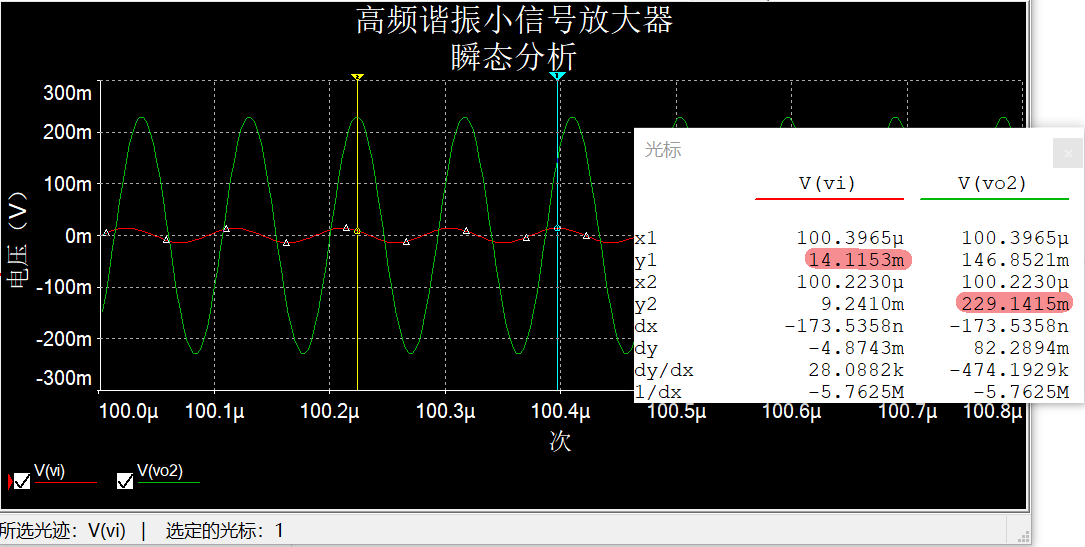 高频谐振小信号放大器
瞬态分析
300m
200m
100m
0m
-100m
-200m
-300m
电压（V）
100.0µ 100.1µ 100.2µ 100.3µ 100.4µ 100.5µ 100.6µ 100.7µ 100.8µ
次
V(vi) V(vo2)
光标 ×
V(vi) V(vo2)
x1 100.3965µ 100.3965µ
y1 14.1153m 146.8521m
x2 100.2230µ 100.2230µ
y2 9.2410m 229.1415m
dx -173.5358n -173.5358n
dy -4.8743m 82.2894m
dy/dx 28.0882k -474.1929k
1/dx -5.7625M -5.7625M
所选光迹: V(vi) | 选定的光标: 1